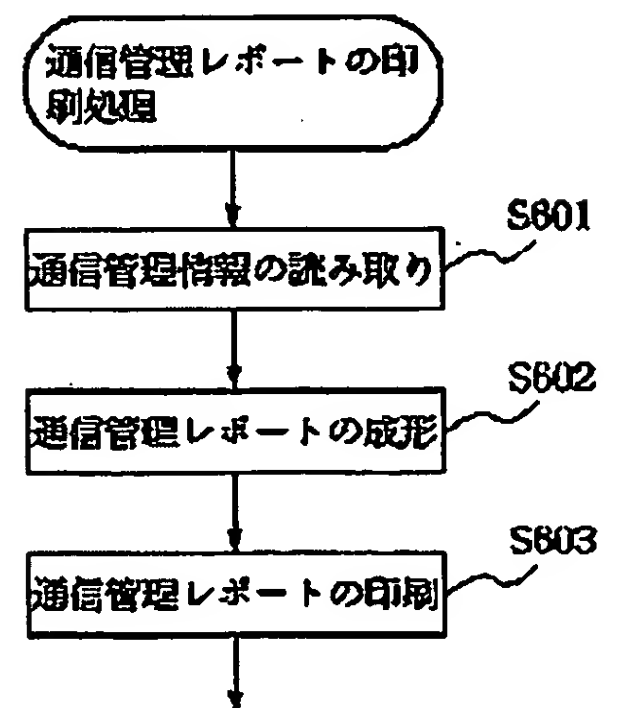 通信管理レポートの印
刷処理
S601
通信管理情報の読み取り
S602
通信管理レポートの成形
S603
通信管理レポートの印刷